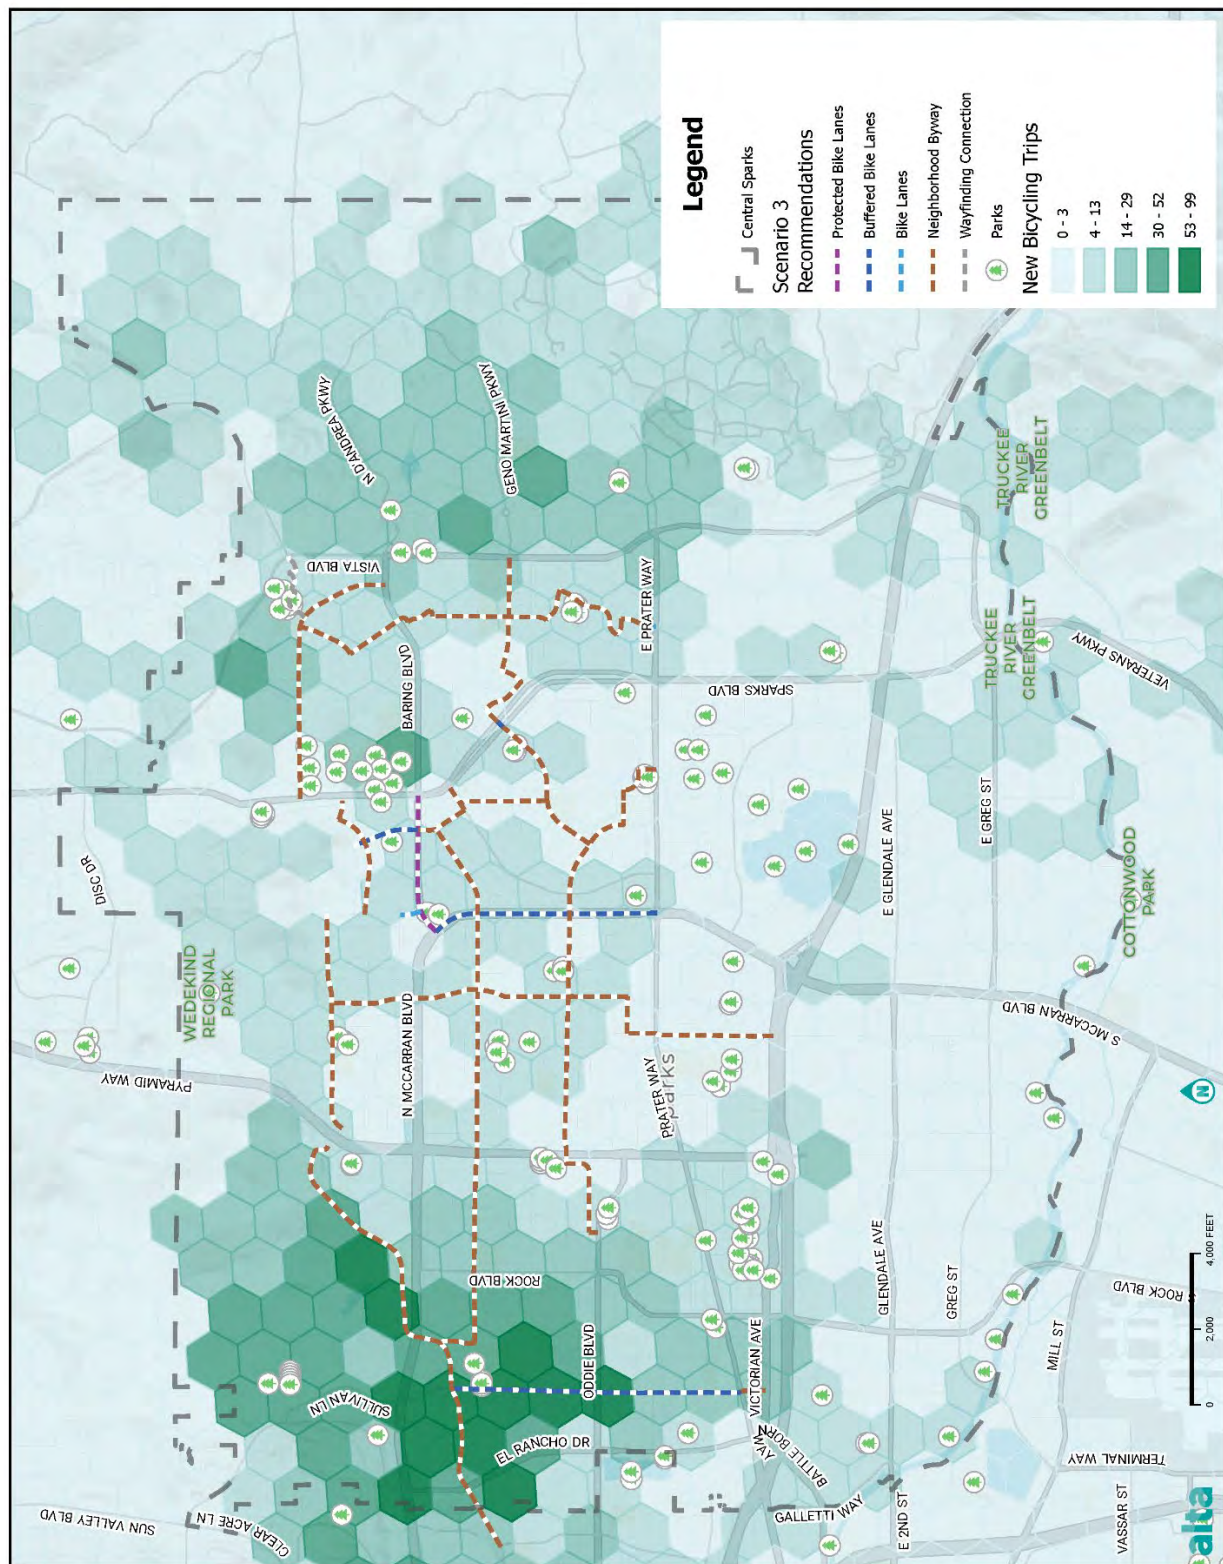 Legend
Central Sparks
Scenario 3
Recommendations
Protected Bike Lanes
Buffered Bike Lanes
Bike Lanes
Neighborhood Byway
Wayfinding Connection
Parks
New Bicycling Trips
0 - 3
4 - 13
14 - 29
30 - 52
53 - 99
SUN VALLEY BLVD
CLEAR ACRE LN
SULLIVAN LN
PYRAMID WAY
WEDEKIND
REGIONAL
PARK
DISC DR
N MCCARRAN BLVD
BARING BLVD
VISTA BLVD
N D'ANDREA PKWY
GENO MARTINI PKWY
EL RANCHO DR
ODDIE BLVD
ROCK BLVD
PRATER WAY
Sparks
E PRATER WAY
SPARKS BLVD
VICTORIAN AVE
BATTLE BORN
WAY
GALLETTI WAY
E 2ND ST
GLENDALE AVE
E GLENDALE AVE
GREG ST
E GREG ST
TRUCKEE
RIVER
GREENBELT
TRUCKEE
RIVER
GREENBELT
VETERANS PKWY
COTTONWOOD
PARK
S MCCARRAN BLVD
MILL ST
ROCK BLVD
TERMINAL WAY
VASSAR ST
0
2,000
4,000 FEET
N
alta